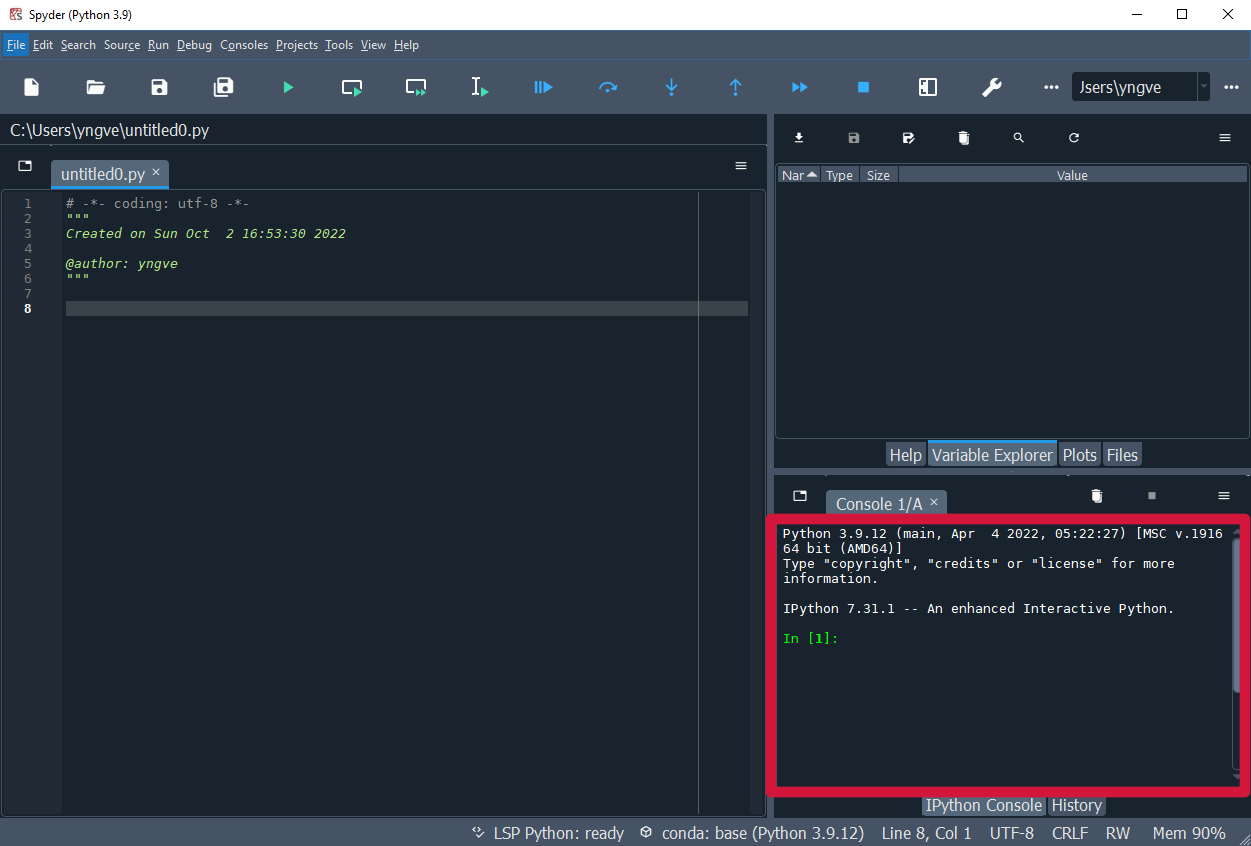 Spyder (Python 3.9)
File Edit Search Source Run Debug Consoles Projects Tools View Help
Jsers\yngve
C:\Users\yngve\untitled0.py
untitled0.py
1 # -*- coding: utf-8 -*-
2 """
3 Created on Sun Oct  2 16:53:30 2022
4
5 @author: yngve
6 """
7
8
Nar Type Size Value
Help Variable Explorer Plots Files
Console 1/A
Python 3.9.12 (main, Apr  4 2022, 05:22:27) [MSC v.1916
64 bit (AMD64)]
Type "copyright", "credits" or "license" for more
information.
IPython 7.31.1 -- An enhanced Interactive Python.
In [1]:
IPython Console History
LSP Python: ready conda: base (Python 3.9.12) Line 8, Col 1 UTF-8 CRLF RW Mem 90%